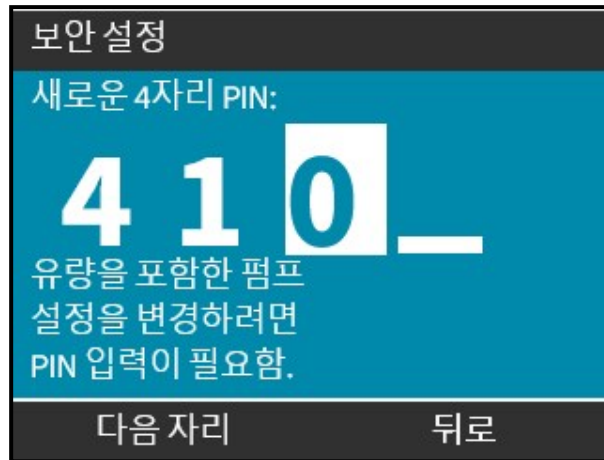 보안 설정
새로운 4자리 PIN:
4 1 0 _
유량을 포함한 펌프
설정을 변경하려면
PIN 입력이 필요함.
다음 자리 뒤로